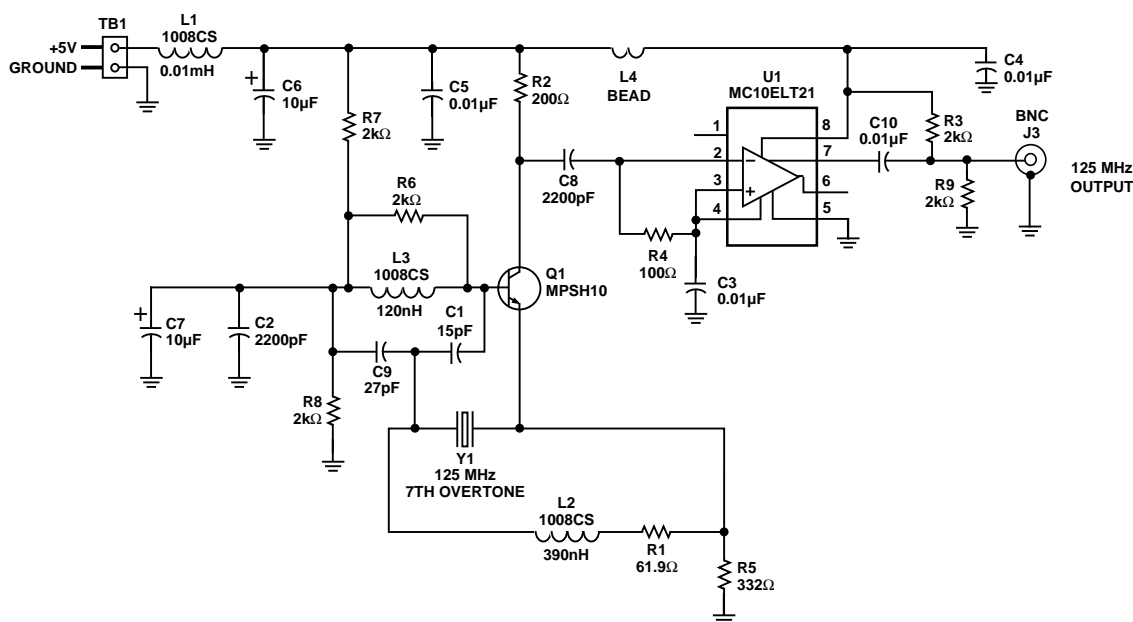 TB1
+5V
GROUND
L1
1008CS
0.01mH
C6
10µF
R7
2kΩ
C5
0.01µF
R2
200Ω
L4
BEAD
U1
MC10ELT21
C4
0.01µF
1
2
3
4
8
7
6
5
C10
0.01µF
R3
2kΩ
BNC
J3
R9
2kΩ
125 MHz
OUTPUT
C8
2200pF
R6
2kΩ
R4
100Ω
C3
0.01µF
L3
1008CS
120nH
Q1
MPSH10
C7
10µF
C2
2200pF
C1
15pF
C9
27pF
R8
2kΩ
Y1
125 MHz
7TH OVERTONE
L2
1008CS
390nH
R1
61.9Ω
R5
332Ω